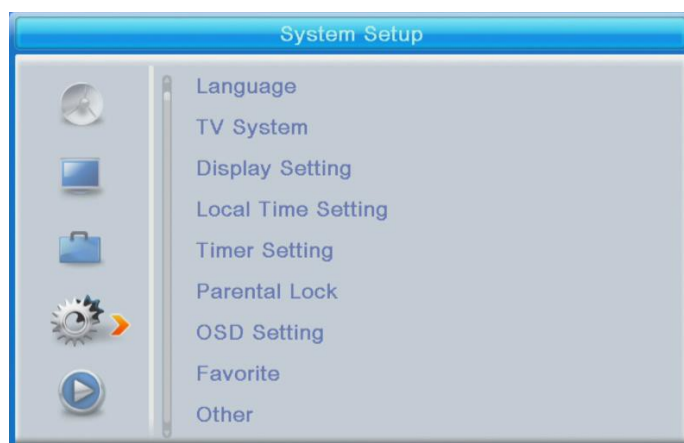 System Setup
Language
TV System
Display Setting
Local Time Setting
Timer Setting
Parental Lock
OSD Setting
Favorite
Other